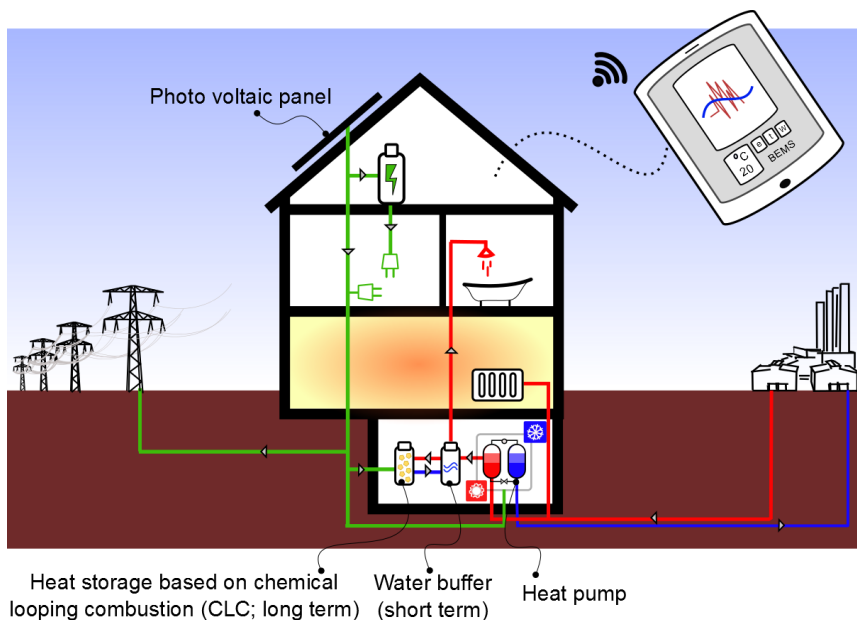 Photo voltaic panel
°C
20
e t w
BEMS
Heat storage based on chemical
looping combustion (CLC; long term)
Water buffer
(short term)
Heat pump